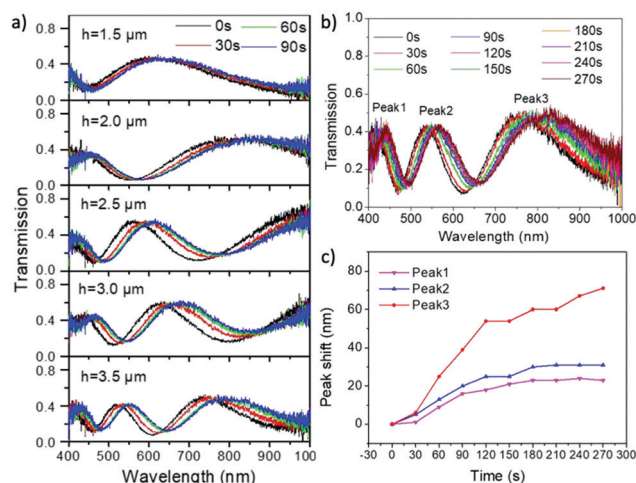 a)
0s 60s
30s 90s
h=1.5 µm
h=2.0 µm
h=2.5 µm
h=3.0 µm
h=3.5 µm
0.8
0.4
0.0
0.8
0.4
0.0
0.8
0.4
0.0
0.8
0.4
0.0
0.8
0.4
0.0
Transmission
400 500 600 700 800 900 1000
Wavelength (nm)
b)
0s 90s 180s
30s 120s 210s
60s 150s 240s
270s
Peak1 Peak2 Peak3
1.0
0.8
0.6
0.4
0.2
0.0
Transmission
400 500 600 700 800 900 1000
Wavelength (nm)
c)
Peak1
Peak2
Peak3
80
60
40
20
0
Peak shift (nm)
-30 0 30 60 90 120 150 180 210 240 270 300
Time (s)